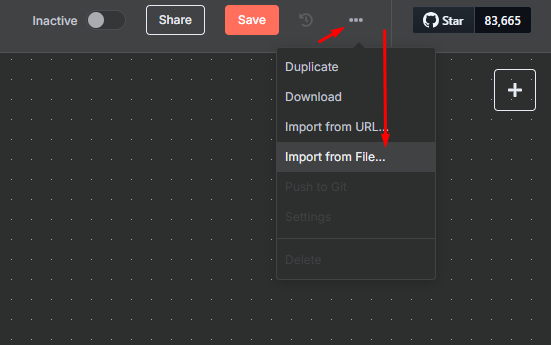 Inactive
Share
Save
Star
83,665
Duplicate
Download
Import from URL...
Import from File...
Push to Git
Settings
Delete